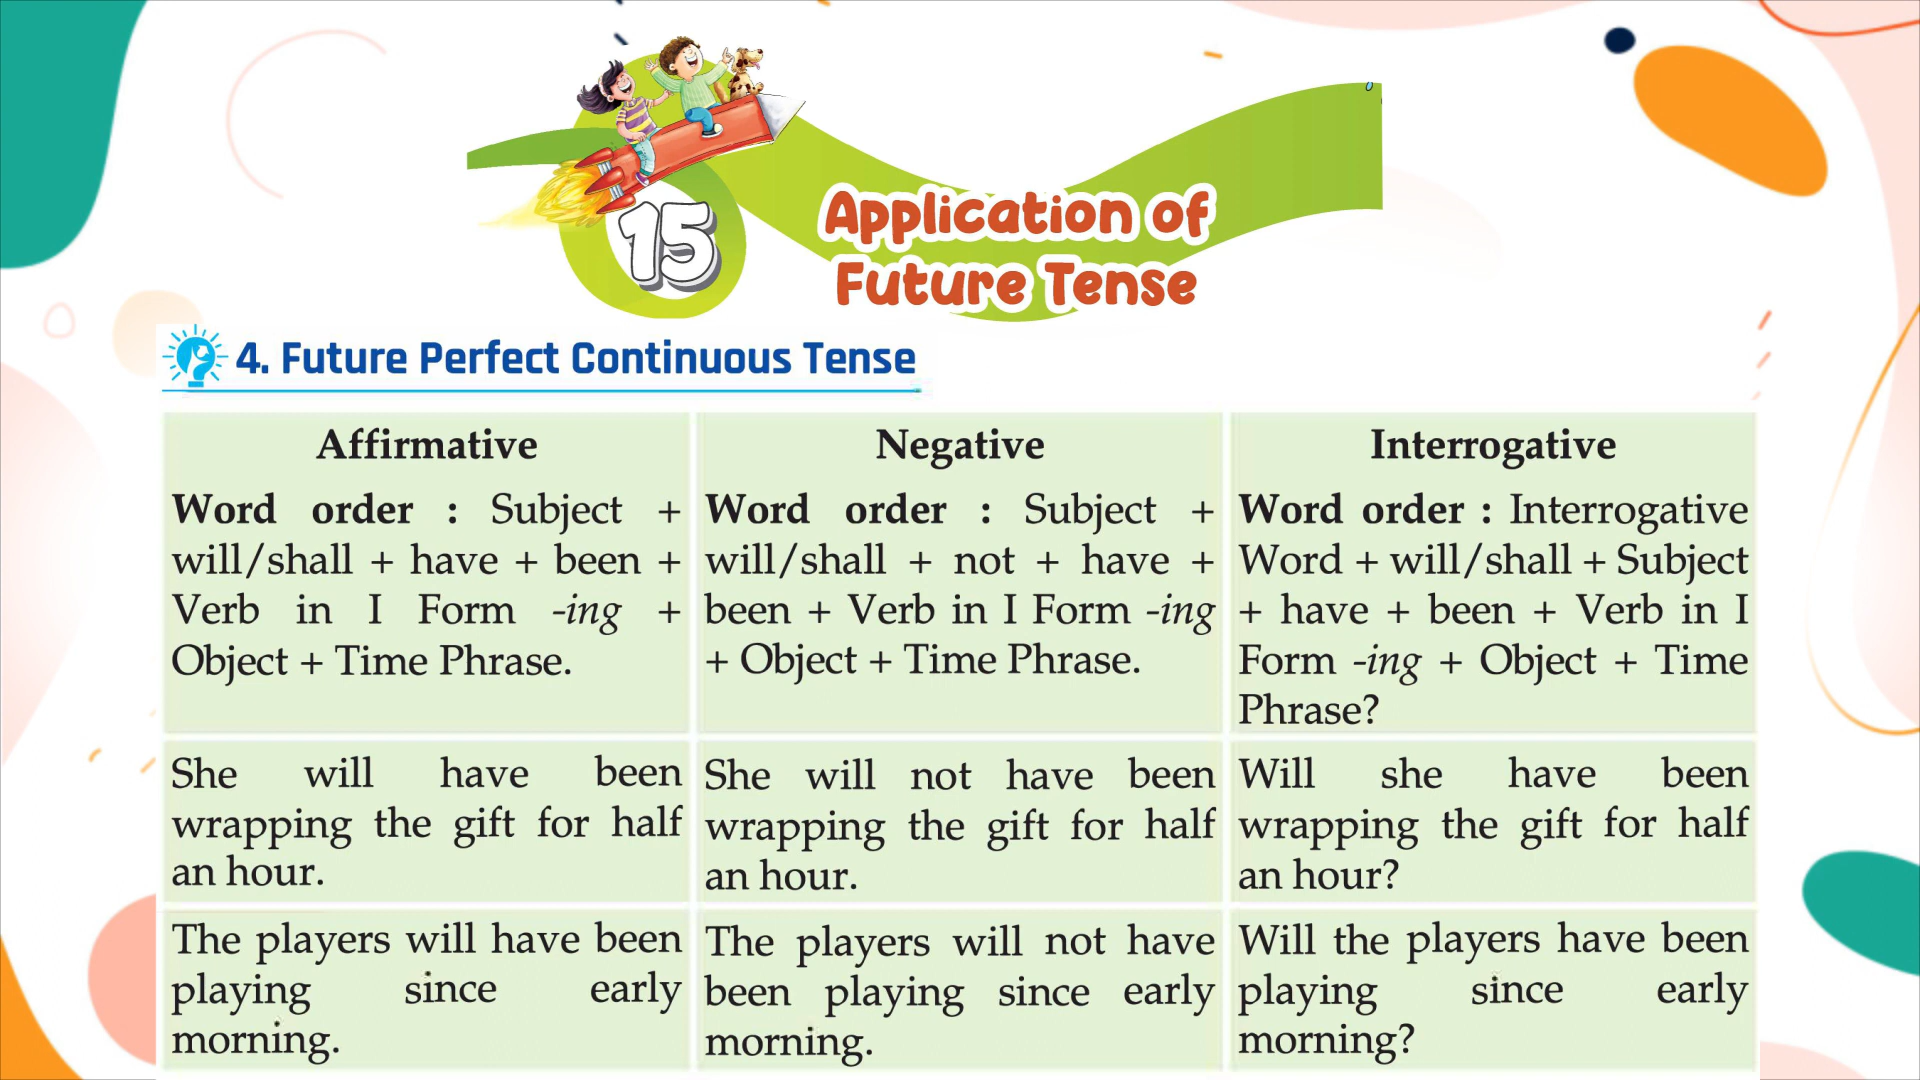 15
Application of
Future Tense
4. Future Perfect Continuous Tense
Affirmative
Word order : Subject +
will/shall + have + been +
Verb in I Form -ing +
Object + Time Phrase.
Negative
Word order : Subject +
will/shall + not + have +
been + Verb in I Form -ing
+ Object + Time Phrase.
Interrogative
Word order : Interrogative
Word + will/shall + Subject
+ have + been + Verb in I
Form -ing + Object + Time
Phrase?
She will have been
wrapping the gift for half
an hour.
She will not have been
wrapping the gift for half
an hour.
Will she have been
wrapping the gift for half
an hour?
The players will have been
playing since early
morning.
The players will not have
been playing since early
morning.
Will the players have been
playing since early
morning?